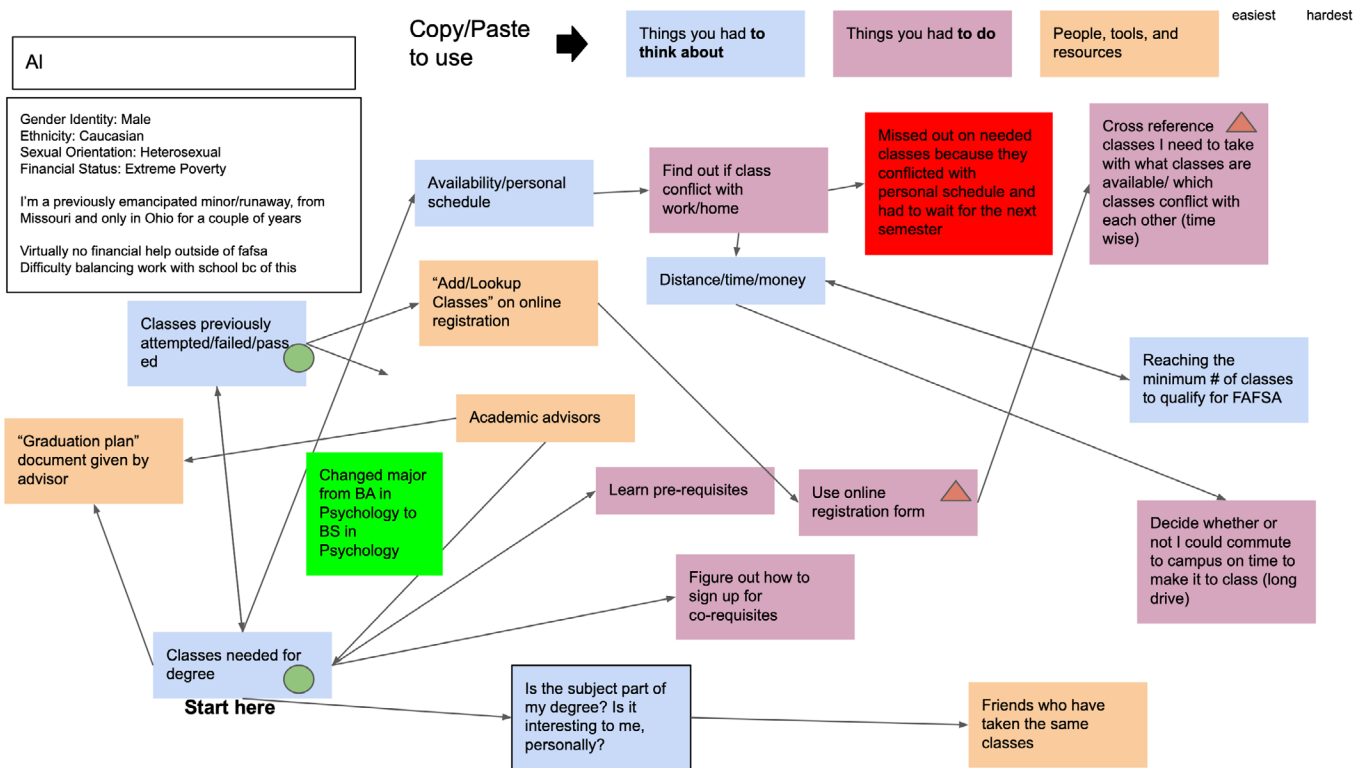 Copy/Paste
to use
Things you had to
think about
Things you had to do
People, tools, and
resources
easiest
hardest
AI
Gender Identity: Male
Ethnicity: Caucasian
Sexual Orientation: Heterosexual
Financial Status: Extreme Poverty
I'm a previously emancipated minor/runaway, from
Missouri and only in Ohio for a couple of years
Virtually no financial help outside of fafsa
Difficulty balancing work with school bc of this
Availability/personal
schedule
Find out if class
conflict with
work/home
Missed out on needed
classes because they
conflicted with
personal schedule and
had to wait for the next
semester
Cross reference
classes I need to take
with what classes are
available/ which
classes conflict with
each other (time
wise)
"Add/Lookup
Classes" on online
registration
Distance/time/money
Classes previously
attempted/failed/pass
ed
Reaching the
minimum # of classes
to qualify for FAFSA
"Graduation plan"
document given by
advisor
Academic advisors
Changed major
from BA in
Psychology to
BS in
Psychology
Learn pre-requisites
Use online
registration form
Decide whether or
not I could commute
to campus on time to
make it to class (long
drive)
Figure out how to
sign up for
co-requisites
Classes needed for
degree
Start here
Is the subject part of
my degree? Is it
interesting to me,
personally?
Friends who have
taken the same
classes